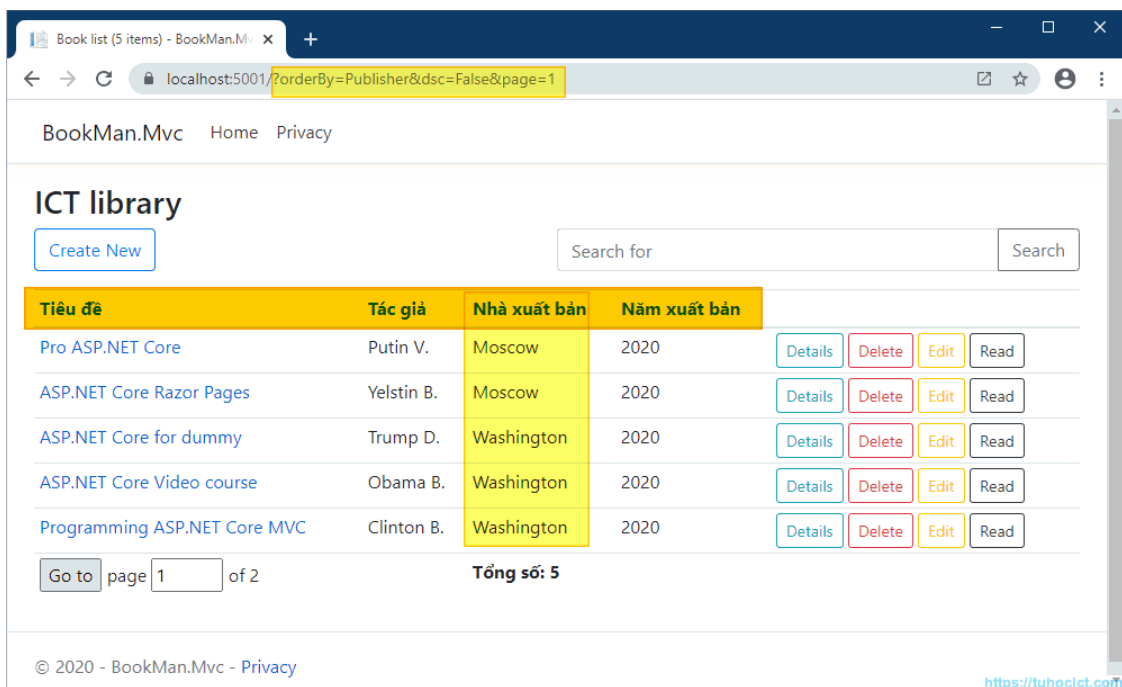 Book list (5 items) - BookMan.Mv
localhost:5001/?orderBy=Publisher&dsc=False&page=1
BookMan.Mvc Home Privacy
ICT library
Create New Search for Search
Tiêu đề Tác giả Nhà xuất bản Năm xuất bản
Pro ASP.NET Core Putin V. Moscow 2020 Details Delete Edit Read
ASP.NET Core Razor Pages Yelstin B. Moscow 2020 Details Delete Edit Read
ASP.NET Core for dummy Trump D. Washington 2020 Details Delete Edit Read
ASP.NET Core Video course Obama B. Washington 2020 Details Delete Edit Read
Programming ASP.NET Core MVC Clinton B. Washington 2020 Details Delete Edit Read
Go to page 1 of 2 Tổng số: 5
© 2020 - BookMan.Mvc - Privacy
https://tuhocict.com